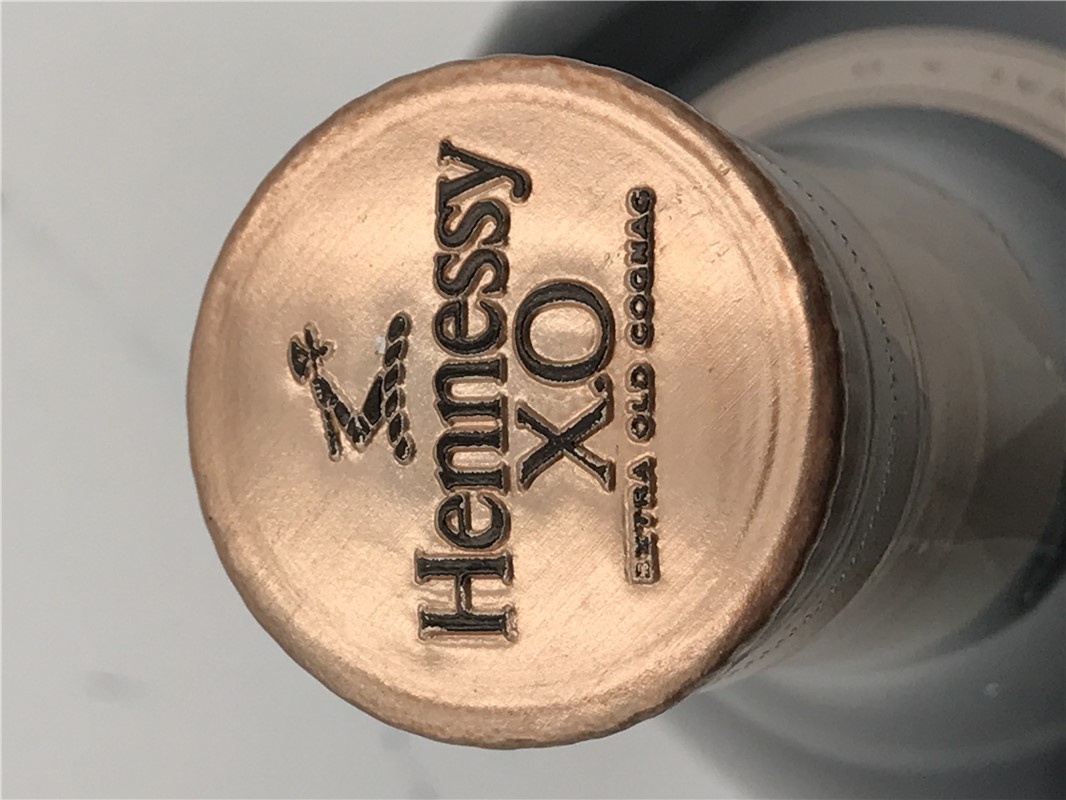 Hennessy
X.O
EXTRA OLD COGNAC